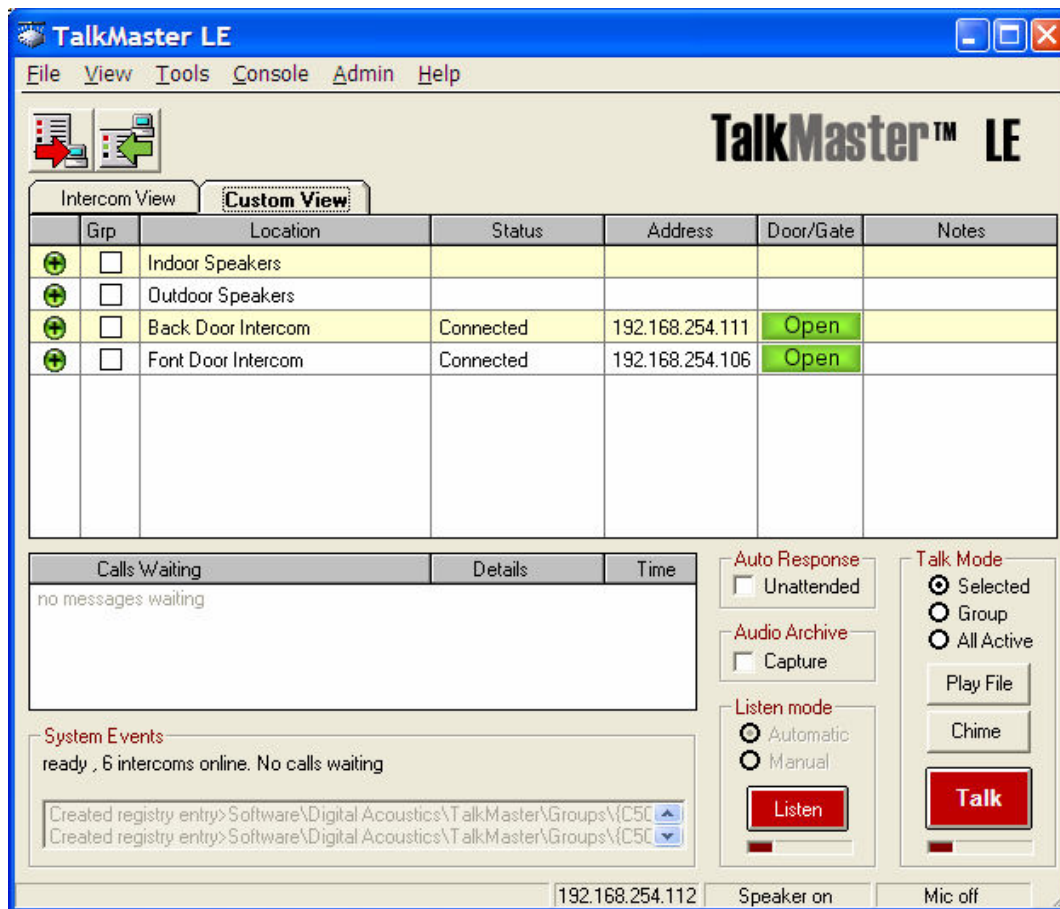 TalkMaster LE
File View Tools Console Admin Help
TalkMaster™ LE
Intercom View Custom View
Grp Location Status Address Door/Gate Notes
Indoor Speakers
Outdoor Speakers
Back Door Intercom Connected 192.168.254.111 Open
Font Door Intercom Connected 192.168.254.106 Open
Calls Waiting Details Time
no messages waiting
Auto Response
Unattended
Audio Archive
Capture
Listen mode
Automatic
Manual
Listen
Talk Mode
Selected
Group
All Active
Play File
Chime
Talk
System Events
ready , 6 intercoms online. No calls waiting
Created registry entry>Software\Digital Acoustics\TalkMaster\Groups\{C5C
Created registry entry>Software\Digital Acoustics\TalkMaster\Groups\{C5C
192.168.254.112 Speaker on Mic off